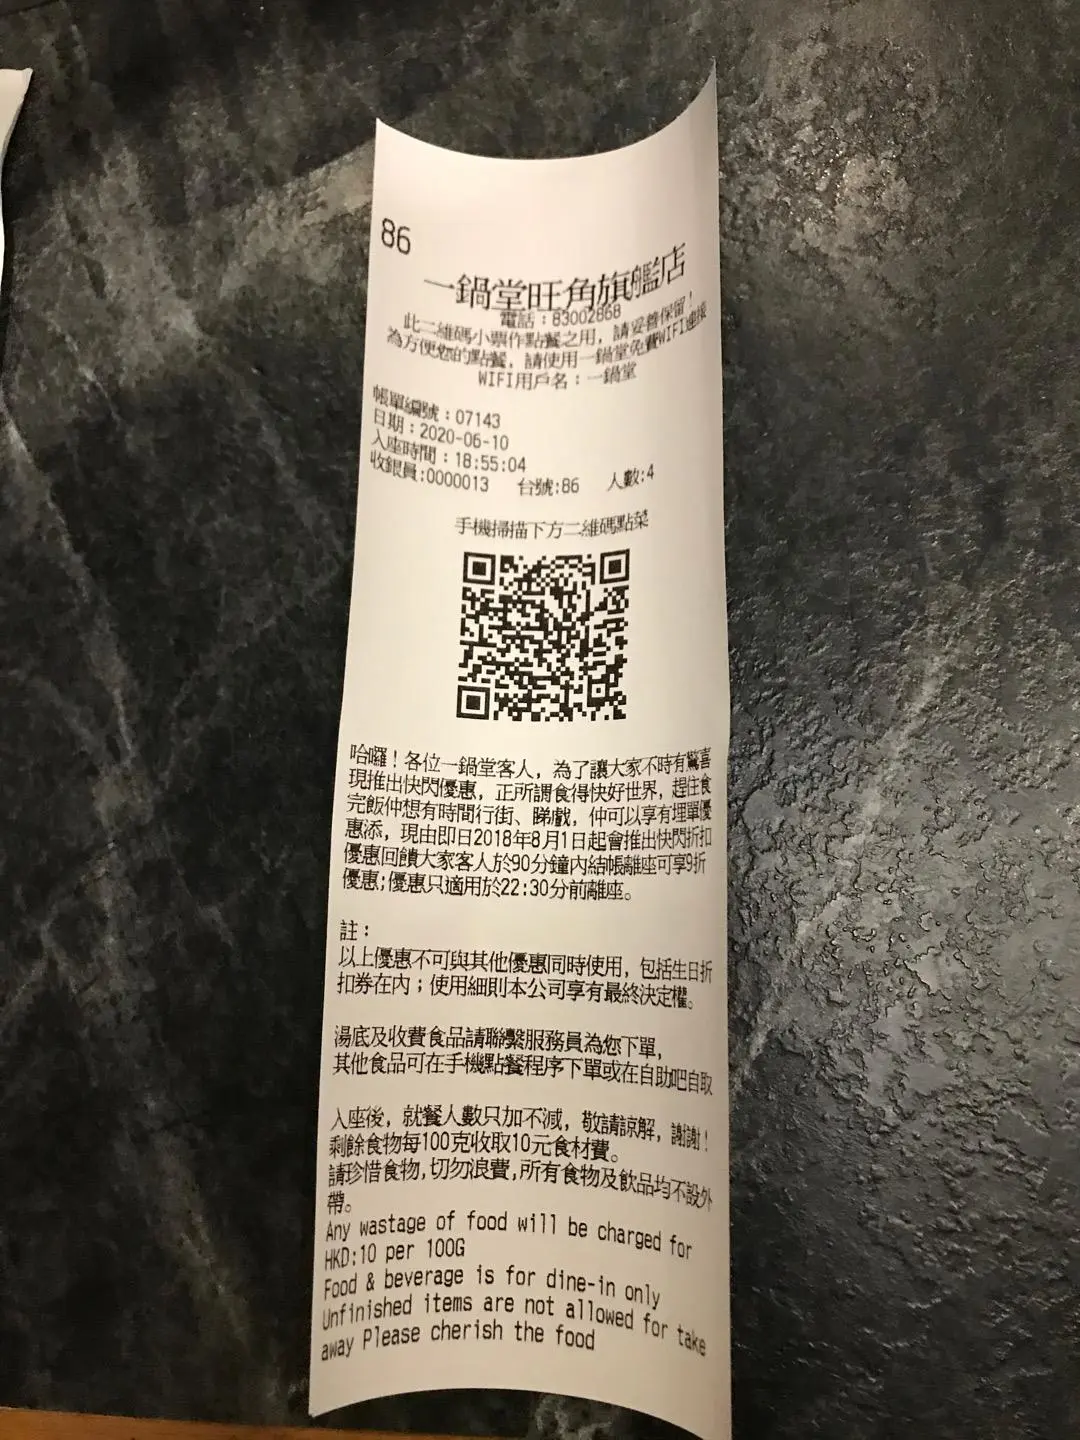 86
一鍋堂旺角旗艦店
電話：83002868
此二維碼小票作點餐之用，請妥善保留！
為方便您的點餐，請使用一鍋堂免費WIFI連接
WIFI用戶名：一鍋堂
帳單編號：07143
日期：2020-06-10
入座時間：18:55:04
收銀員:0000013 台號:86 人數:4
手機掃描下方二維碼點菜
哈囉！各位一鍋堂客人，為了讓大家不時有驚喜
現推出快閃優惠，正所謂食得快好世界，趕住食
完飯仲想有時間行街、睇戲，仲可以享有埋單優
惠添，現由即日2018年8月1日起會推出快閃折扣
優惠回饋大家客人於90分鐘內結帳離座可享9折
優惠;優惠只適用於22:30分前離座。
註：
以上優惠不可與其他優惠同時使用，包括生日折
扣券在內；使用細則本公司享有最終決定權。
湯底及收費食品請聯繫服務員為您下單，
其他食品可在手機點餐程序下單或在自助吧自取
入座後，就餐人數只加不減，敬請諒解，謝謝！
剩餘食物每100克收取10元食材費。
請珍惜食物,切勿浪費,所有食物及飲品均不設外
帶。
Any wastage of food will be charged for
HKD:10 per 100G
Food & beverage is for dine-in only
Unfinished items are not allowed for take
away Please cherish the food